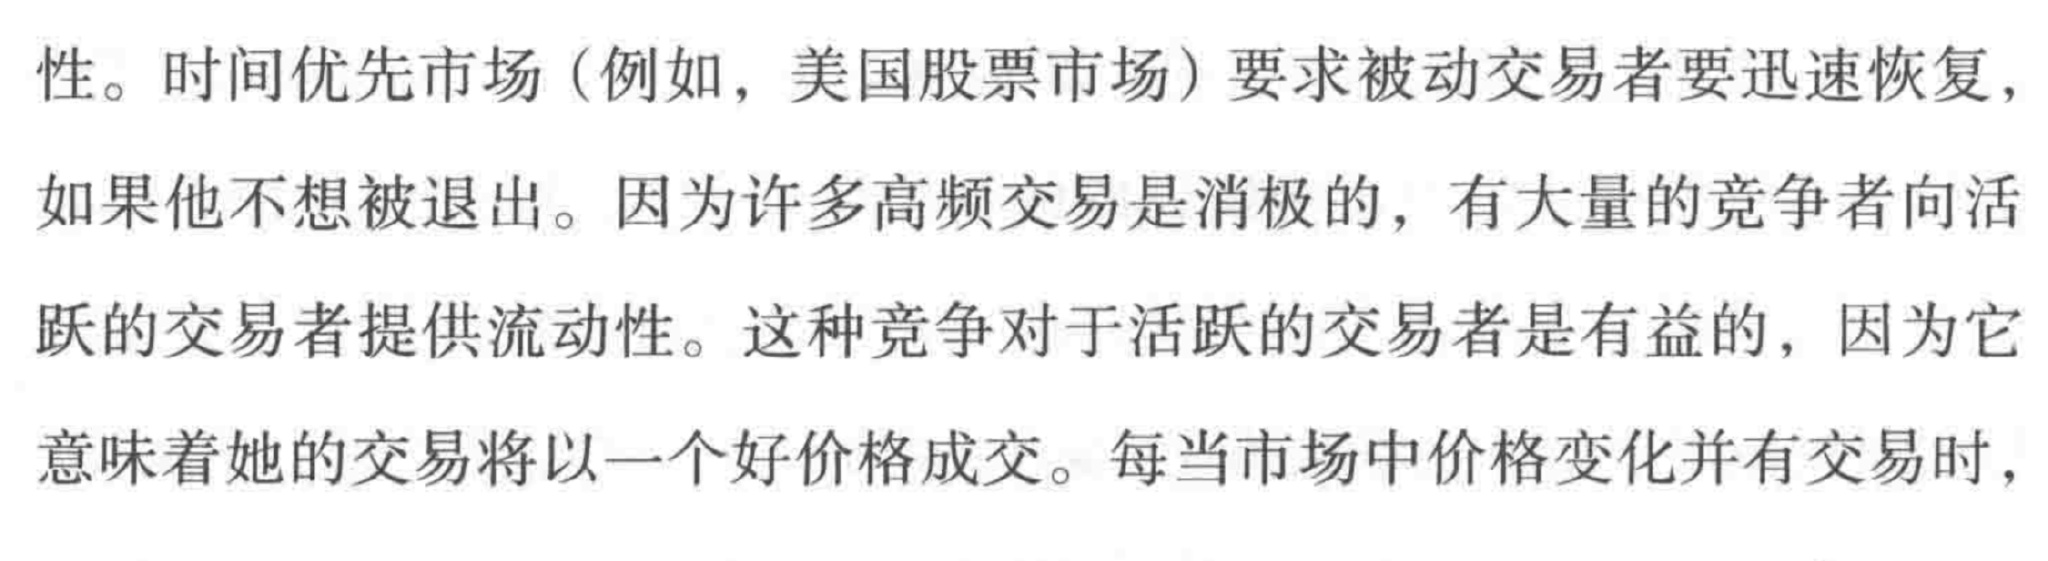 性。时间优先市场（例如，美国股票市场）要求被动交易者要迅速恢复，
如果他不想被退出。因为许多高频交易是消极的，有大量的竞争者向活
跃的交易者提供流动性。这种竞争对于活跃的交易者是有益的，因为它
意味着她的交易将以一个好价格成交。每当市场中价格变化并有交易时，